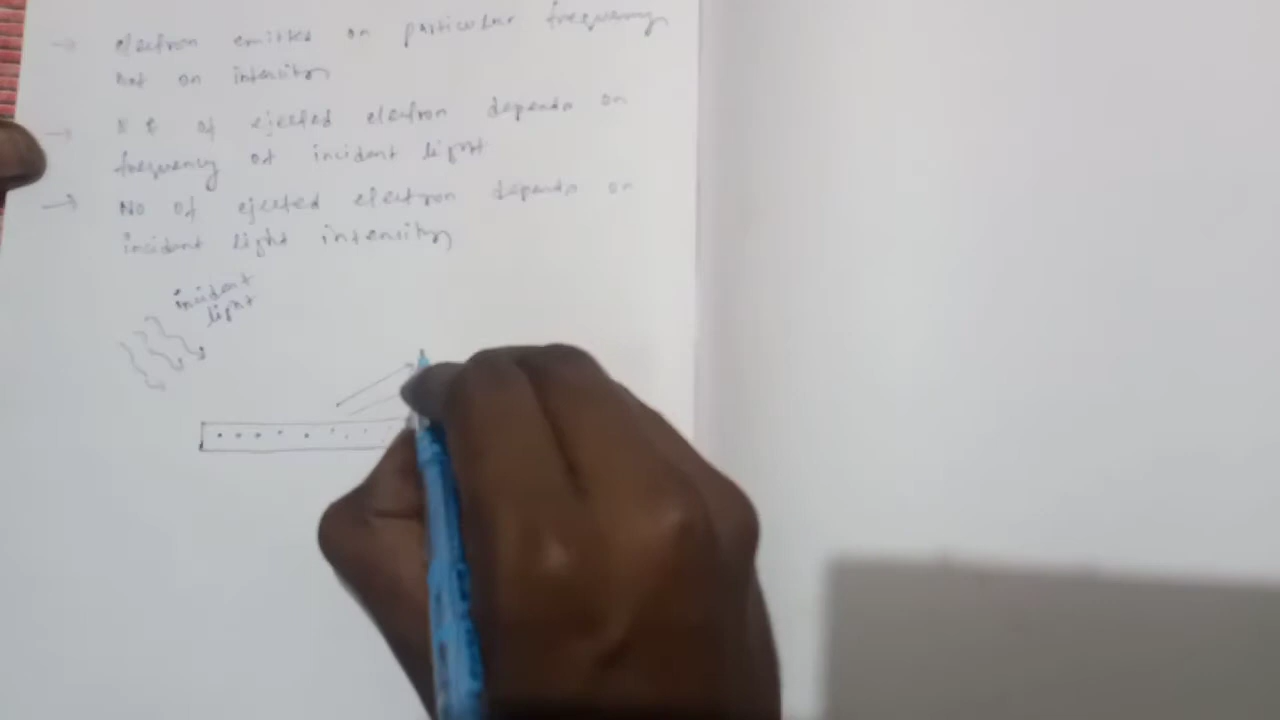 → electron emitted on particular frequency
not on intensity
→ K E of ejected electron depends on
frequency of incident light
→ No of ejected electron depends on
incident light intensity
incident
light